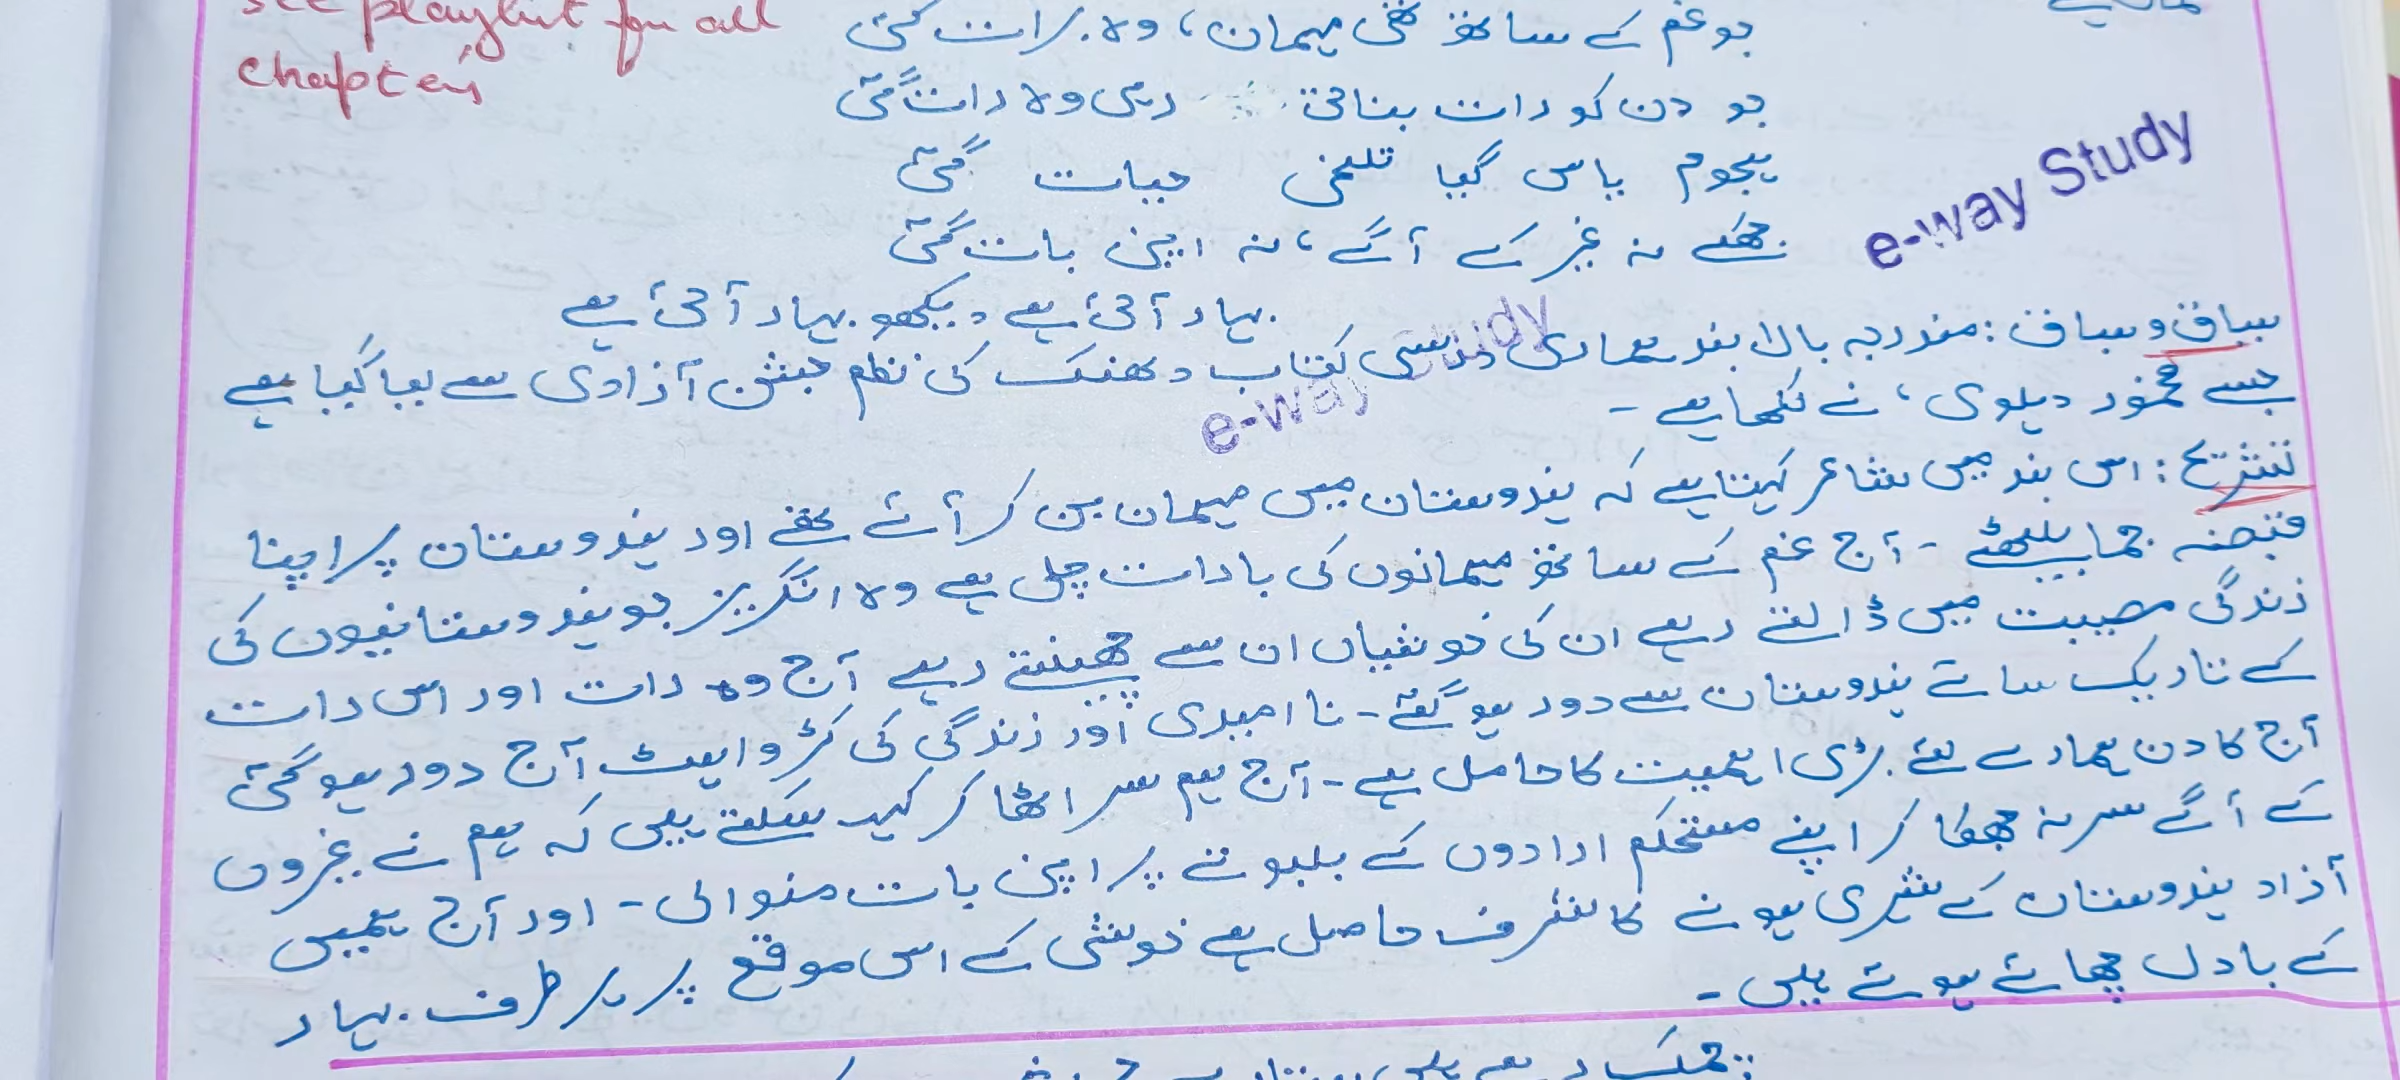 see playlist for all
chapters
جو غم کے ساتھ تھی مہمان، وہ برات گئی
جو دن کو رات بناتی رہی وہ رات گئی
ہجوم یاس گیا تلخی حیات گئی
جھکے نہ غیر کے آگے، نہ اپنی بات گئی
بہار آئی ہے دیکھو بہار آئی ہے
سیاق و سباق: مندرجہ بالا بند ہماری درسی کتاب دھنک کی نظم جشن آزادی سے لیا گیا ہے
جسے مخمور دہلوی، نے لکھا ہے -
تشریح: اس بند میں شاعر کہتا ہے کہ ہندوستان میں مہمان بن کر آئے تھے اور ہندوستان پر اپنا
قبضہ جما بیٹھے - آج غم کے ساتھ مہمانوں کی بارات چلی ہے وہ انگریز جو ہندوستانیوں کی
زندگی مصیبت میں ڈالتے رہے ان کی خوشیاں ان سے چھینتے رہے آج وہ رات اور اس رات
کے تاریک سائے ہندوستان سے دور ہو گئے - نا امیدی اور زندگی کی کڑواہٹ آج دور ہو گئی
آج کا دن ہمارے لئے بڑی اہمیت کا حامل ہے - آج ہم سر اٹھا کر کہہ سکتے ہیں کہ ہم نے غیروں
کے آگے سر نہ جھکا کر اپنے مستحکم ارادوں کے بلبوتے پر اپنی بات منوالی - اور آج ہمیں
آزاد ہندوستان کے شہری ہونے کا شرف حاصل ہے خوشی کے اس موقع پر ہر طرف بہار
کے بادل چھائے ہوئے ہیں -
e-way Study
e-way Study